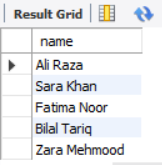 Result Grid
name
Ali Raza
Sara Khan
Fatima Noor
Bilal Tariq
Zara Mehmood